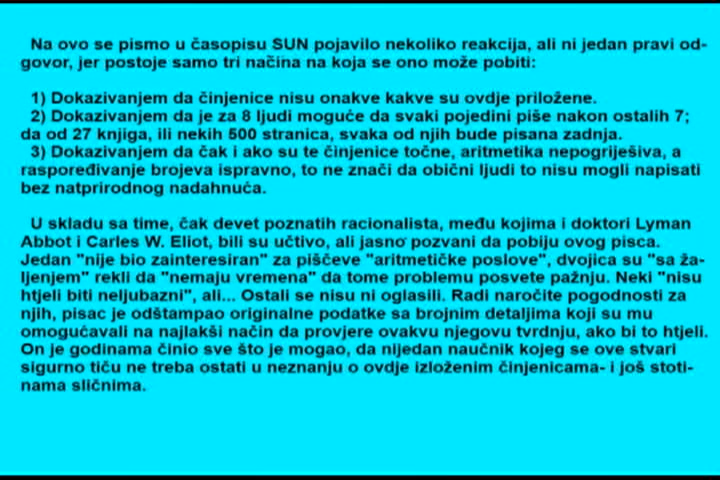 Na ovo se pismo u časopisu SUN pojavilo nekoliko reakcija, ali ni jedan pravi od-
govor, jer postoje samo tri načina na koja se ono može pobiti:
1) Dokazivanjem da činjenice nisu onakve kakve su ovdje priložene.
2) Dokazivanjem da je za 8 ljudi moguće da svaki pojedini piše nakon ostalih 7;
da od 27 knjiga, ili nekih 500 stranica, svaka od njih bude pisana zadnja.
3) Dokazivanjem da čak i ako su te činjenice točne, aritmetika nepogriješiva, a
raspoređivanje brojeva ispravno, to ne znači da obični ljudi to nisu mogli napisati
bez natprirodnog nadahnuća.
U skladu sa time, čak devet poznatih racionalista, među kojima i doktori Lyman
Abbot i Carles W. Eliot, bili su učtivo, ali jasno pozvani da pobiju ovog pisca.
Jedan "nije bio zainteresiran" za piščeve "aritmetičke poslove", dvojica su "sa ža-
ljenjem" rekli da "nemaju vremena" da tome problemu posvete pažnju. Neki "nisu
htjeli biti neljubazni", ali... Ostali se nisu ni oglasili. Radi naročite pogodnosti za
njih, pisac je odštampao originalne podatke sa brojnim detaljima koji su mu
omogućavali na najlakši način da provjere ovakvu njegovu tvrdnju, ako bi to htjeli.
On je godinama činio sve što je mogao, da nijedan naučnik kojeg se ove stvari
sigurno tiču ne treba ostati u neznanju o ovdje izloženim činjenicama- i još stoti-
nama sličnima.